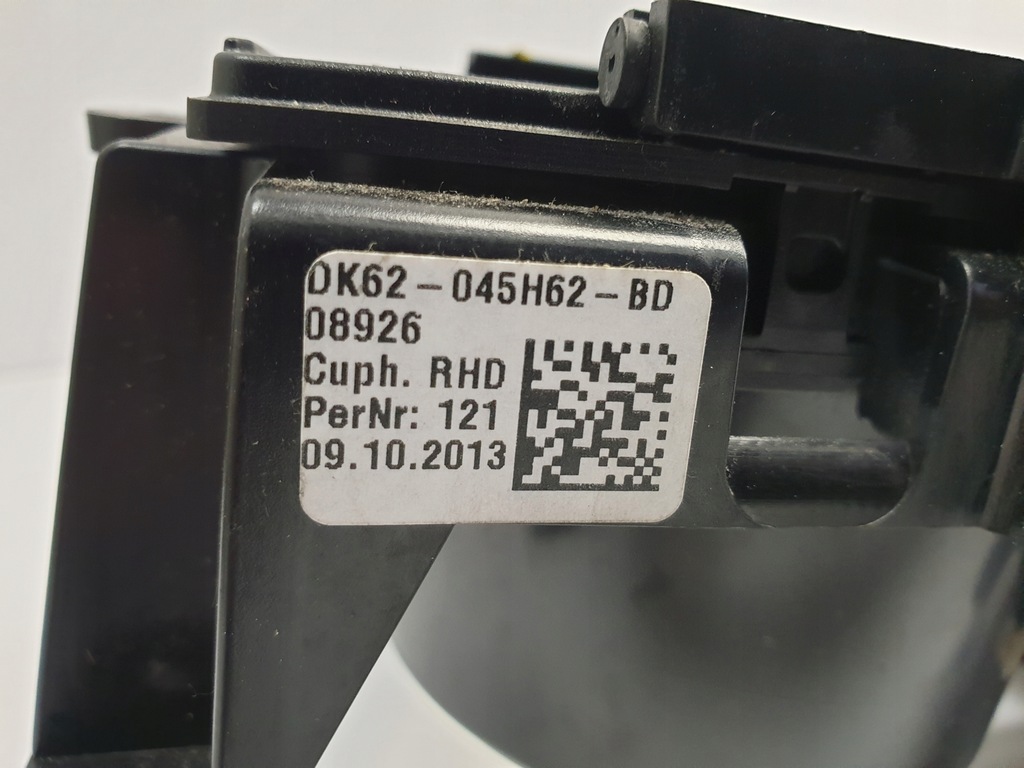 DK62-045H62-BD
08926
Cuph. RHD
PerNr: 121
09.10.2013